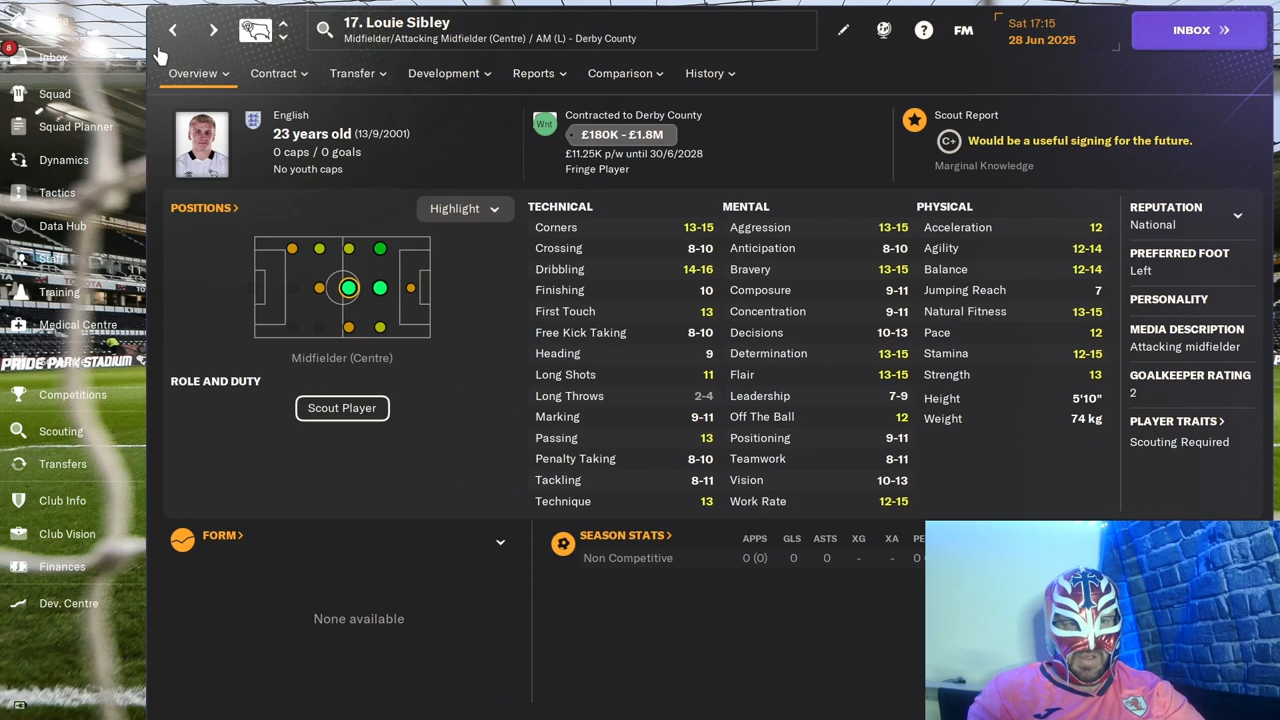 17. Louie Sibley
Midfielder/Attacking Midfielder (Centre) / AM (L) - Derby County
?
FM
Sat 17:15
28 Jun 2025
INBOX
8
Inbox
Squad
Squad Planner
Dynamics
Tactics
Data Hub
Staff
Training
Medical Centre
PRIDE PARK STADIUM
Competitions
Scouting
Transfers
Club Info
Club Vision
Finances
Dev. Centre
Overview
Contract
Transfer
Development
Reports
Comparison
History
English
23 years old (13/9/2001)
0 caps / 0 goals
No youth caps
Wnt
Contracted to Derby County
£180K - £1.8M
£11.25K p/w until 30/6/2028
Fringe Player
Scout Report
C+ Would be a useful signing for the future.
Marginal Knowledge
POSITIONS
Highlight
Midfielder (Centre)
ROLE AND DUTY
Scout Player
TECHNICAL
Corners 13-15
Crossing 8-10
Dribbling 14-16
Finishing 10
First Touch 13
Free Kick Taking 8-10
Heading 9
Long Shots 11
Long Throws 2-4
Marking 9-11
Passing 13
Penalty Taking 8-10
Tackling 8-11
Technique 13
MENTAL
Aggression 13-15
Anticipation 8-10
Bravery 13-15
Composure 9-11
Concentration 9-11
Decisions 10-13
Determination 13-15
Flair 13-15
Leadership 7-9
Off The Ball 12
Positioning 9-11
Teamwork 8-11
Vision 10-13
Work Rate 12-15
PHYSICAL
Acceleration 12
Agility 12-14
Balance 12-14
Jumping Reach 7
Natural Fitness 13-15
Pace 12
Stamina 12-15
Strength 13
Height 5'10"
Weight 74 kg
REPUTATION
National
PREFERRED FOOT
Left
PERSONALITY
MEDIA DESCRIPTION
Attacking midfielder
GOALKEEPER RATING
2
PLAYER TRAITS
Scouting Required
FORM
None available
SEASON STATS
APPS GLS ASTS XG XA PE
Non Competitive 0 (0) 0 0 - - 0